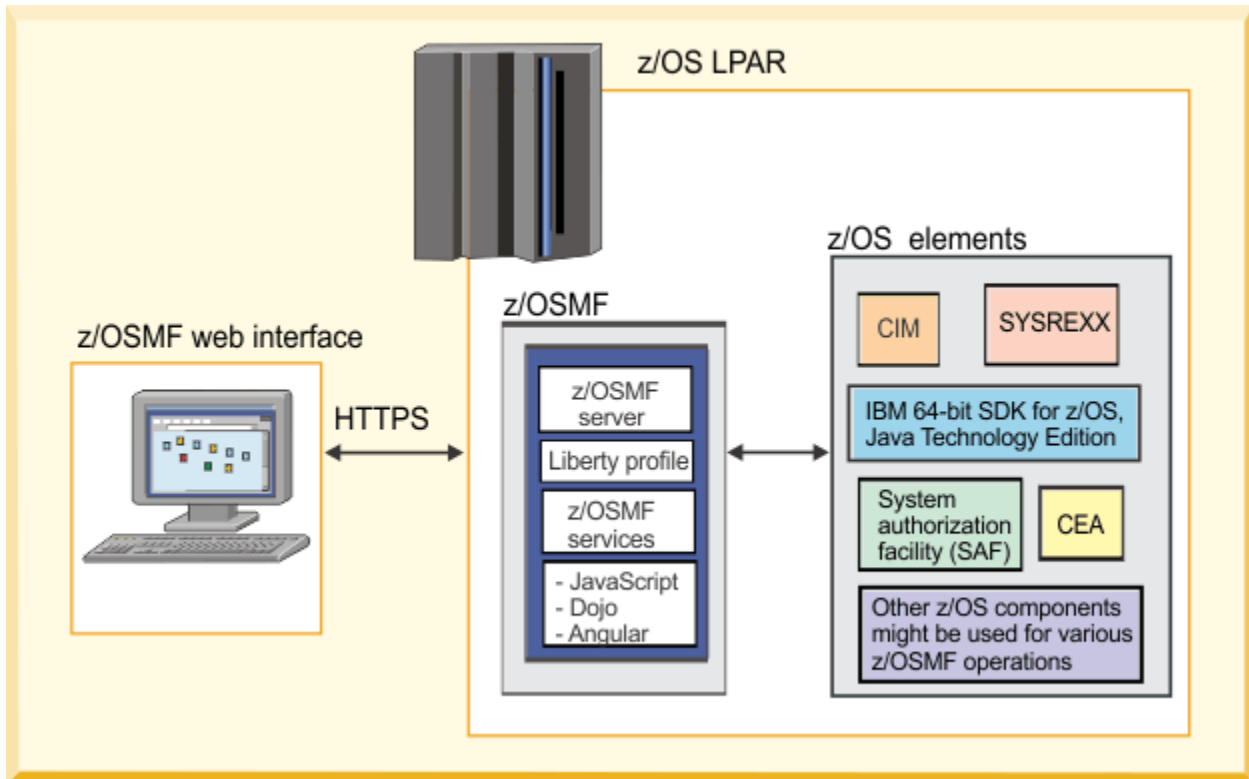 z/OS LPAR
z/OSMF web interface
HTTPS
z/OSMF
z/OSMF
server
Liberty profile
z/OSMF
services
- JavaScript
- Dojo
- Angular
z/OS elements
CIM
SYSREXX
IBM 64-bit SDK for z/OS,
Java Technology Edition
System
authorization
facility (SAF)
CEA
Other z/OS components
might be used for various
z/OSMF operations